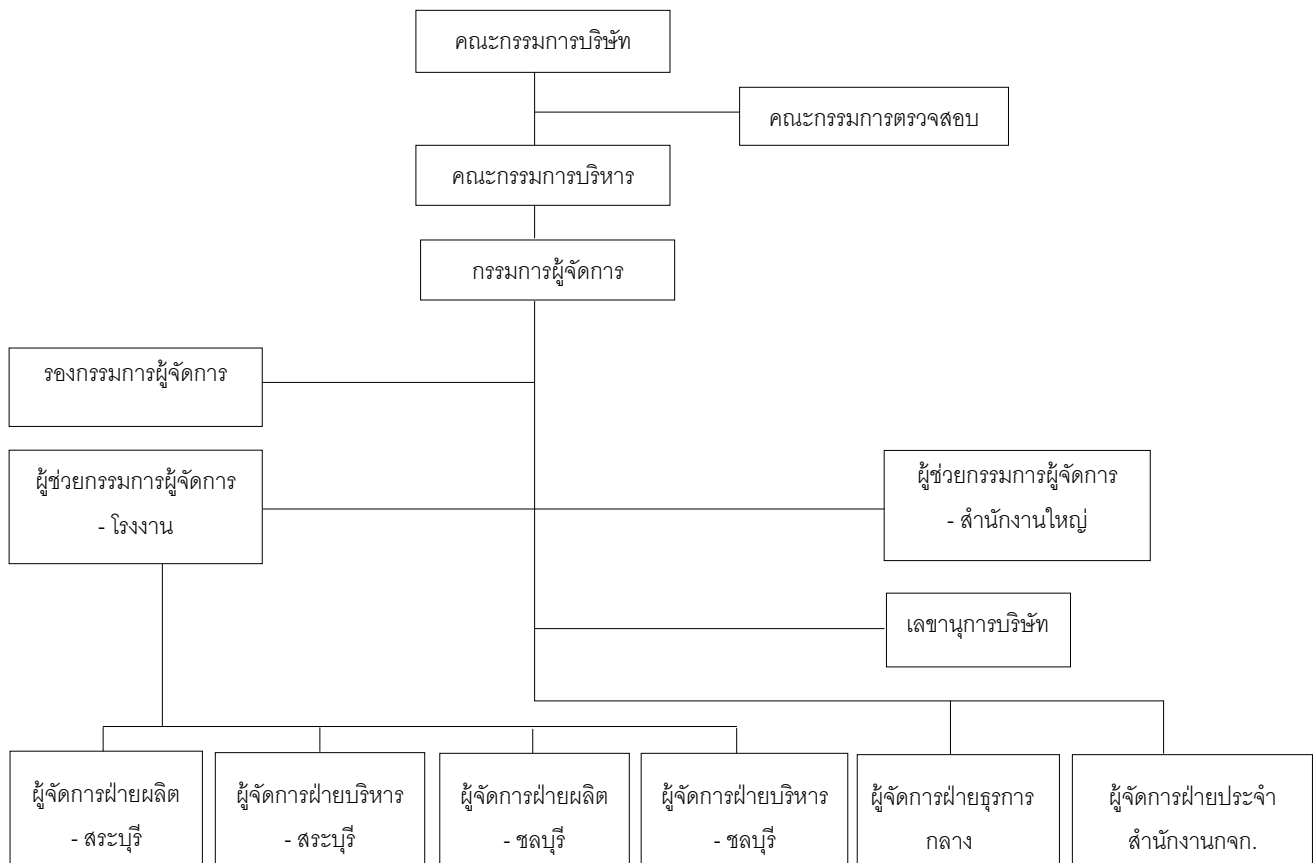 คณะกรรมการบริษัท
คณะกรรมการตรวจสอบ
คณะกรรมการบริหาร
กรรมการผู้จัดการ
รองกรรมการผู้จัดการ
ผู้ช่วยกรรมการผู้จัดการ
- โรงงาน
ผู้ช่วยกรรมการผู้จัดการ
- สำนักงานใหญ่
เลขานุการบริษัท
ผู้จัดการฝ่ายผลิต
- สระบุรี
ผู้จัดการฝ่ายบริหาร
- สระบุรี
ผู้จัดการฝ่ายผลิต
- ชลบุรี
ผู้จัดการฝ่ายบริหาร
- ชลบุรี
ผู้จัดการฝ่ายธุรการ
กลาง
ผู้จัดการฝ่ายประจำ
สำนักงานกจก.